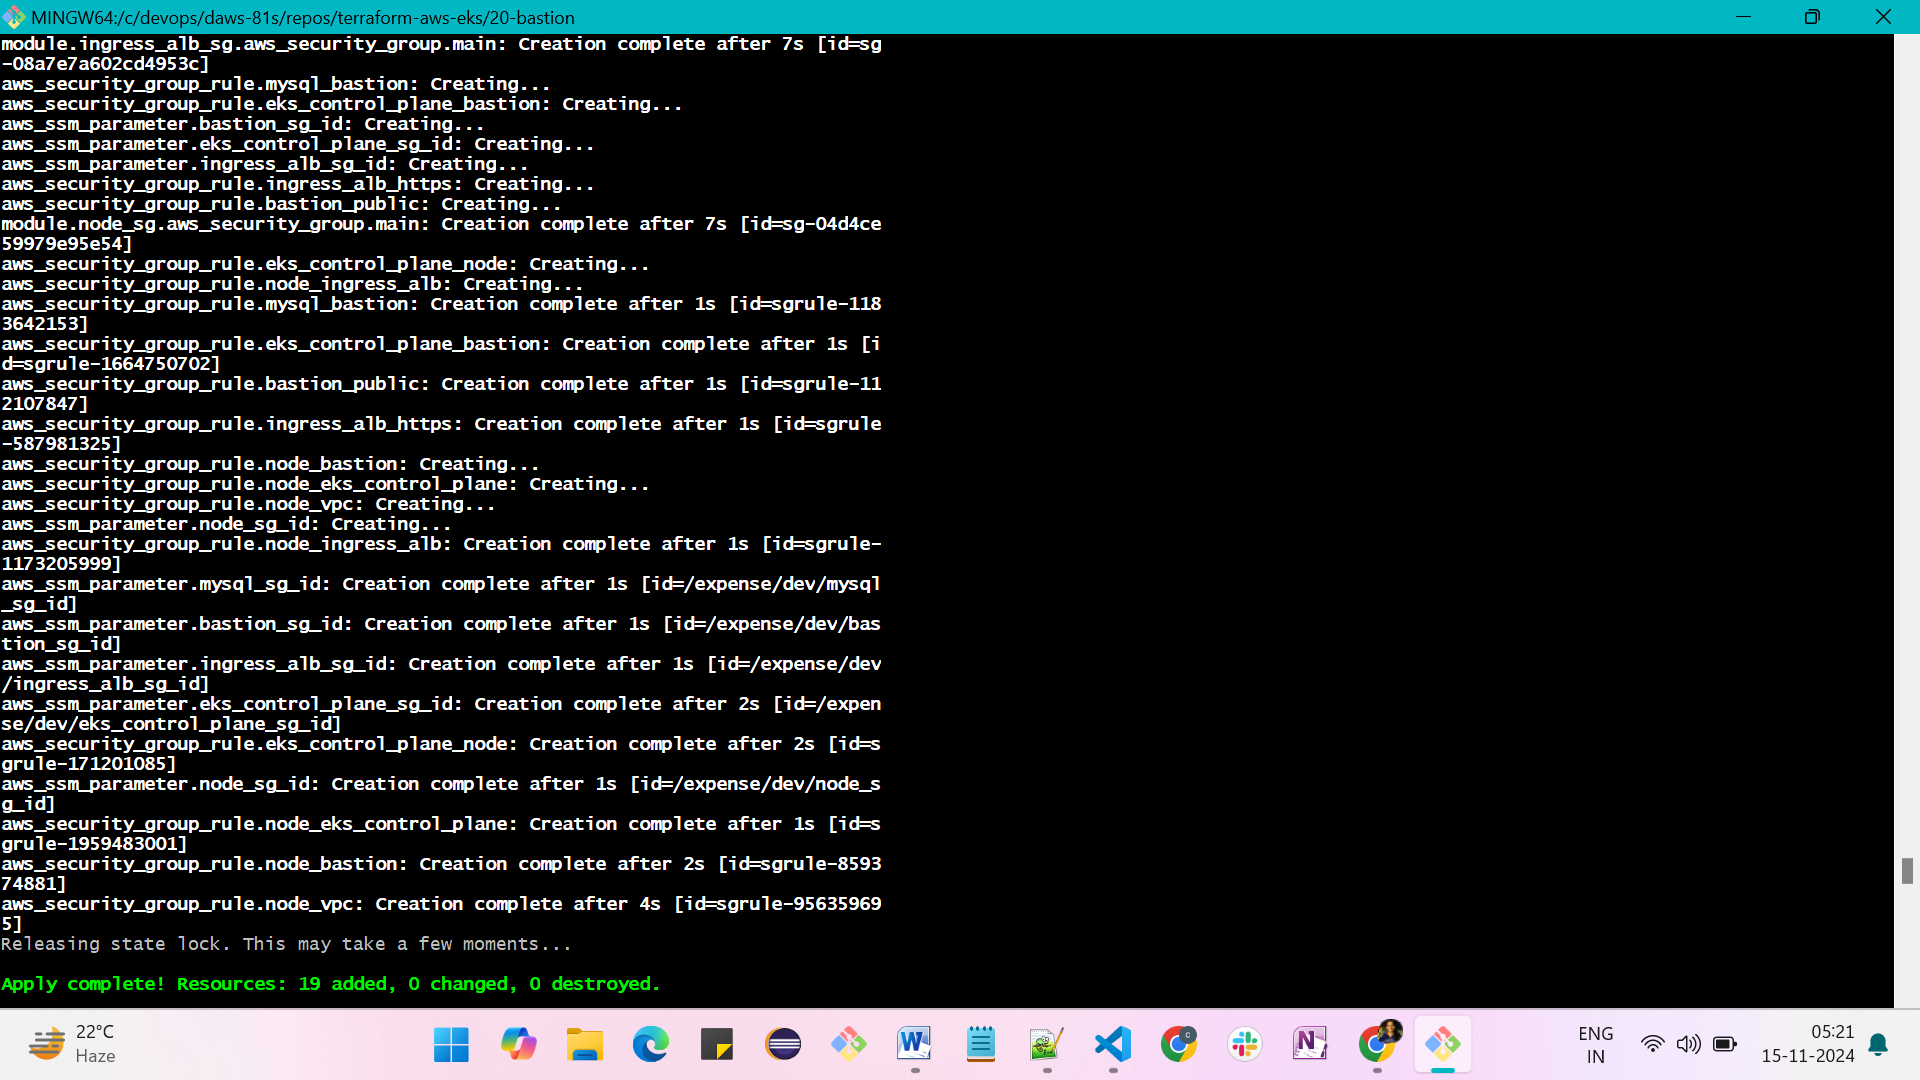 MINGW64:/c/devops/daws-81s/repos/terraform-aws-eks/20-bastion
module.ingress_alb_sg.aws_security_group.main: Creation complete after 7s [id=sg
-08a7e7a602cd4953c]
aws_security_group_rule.mysql_bastion: Creating...
aws_security_group_rule.eks_control_plane_bastion: Creating...
aws_ssm_parameter.bastion_sg_id: Creating...
aws_ssm_parameter.eks_control_plane_sg_id: Creating...
aws_ssm_parameter.ingress_alb_sg_id: Creating...
aws_security_group_rule.ingress_alb_https: Creating...
aws_security_group_rule.bastion_public: Creating...
module.node_sg.aws_security_group.main: Creation complete after 7s [id=sg-04d4ce
59979e95e54]
aws_security_group_rule.eks_control_plane_node: Creating...
aws_security_group_rule.node_ingress_alb: Creating...
aws_security_group_rule.mysql_bastion: Creation complete after 1s [id=sgrule-118
3642153]
aws_security_group_rule.eks_control_plane_bastion: Creation complete after 1s [i
d=sgrule-1664750702]
aws_security_group_rule.bastion_public: Creation complete after 1s [id=sgrule-11
2107847]
aws_security_group_rule.ingress_alb_https: Creation complete after 1s [id=sgrule
-587981325]
aws_security_group_rule.node_bastion: Creating...
aws_security_group_rule.node_eks_control_plane: Creating...
aws_security_group_rule.node_vpc: Creating...
aws_ssm_parameter.node_sg_id: Creating...
aws_security_group_rule.node_ingress_alb: Creation complete after 1s [id=sgrule-
1173205999]
aws_ssm_parameter.mysql_sg_id: Creation complete after 1s [id=/expense/dev/mysql
_sg_id]
aws_ssm_parameter.bastion_sg_id: Creation complete after 1s [id=/expense/dev/bas
tion_sg_id]
aws_ssm_parameter.ingress_alb_sg_id: Creation complete after 1s [id=/expense/dev
/ingress_alb_sg_id]
aws_ssm_parameter.eks_control_plane_sg_id: Creation complete after 2s [id=/expen
se/dev/eks_control_plane_sg_id]
aws_security_group_rule.eks_control_plane_node: Creation complete after 2s [id=s
grule-171201085]
aws_ssm_parameter.node_sg_id: Creation complete after 1s [id=/expense/dev/node_s
g_id]
aws_security_group_rule.node_eks_control_plane: Creation complete after 1s [id=s
grule-1959483001]
aws_security_group_rule.node_bastion: Creation complete after 2s [id=sgrule-8593
74881]
aws_security_group_rule.node_vpc: Creation complete after 4s [id=sgrule-95635969
5]
Releasing state lock. This may take a few moments...
Apply complete! Resources: 19 added, 0 changed, 0 destroyed.
22°C
Haze
ENG
IN
05:21
15-11-2024